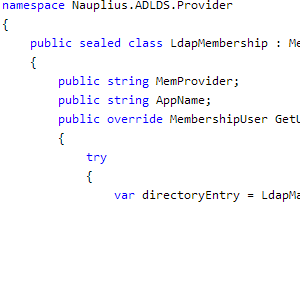 namespace Nauplius.ADLDS.Provider
{
public sealed class LdapMembership : Me
{
public string MemProvider;
public string AppName;
public override MembershipUser GetU
{
try
{
var directoryEntry = LdapMa